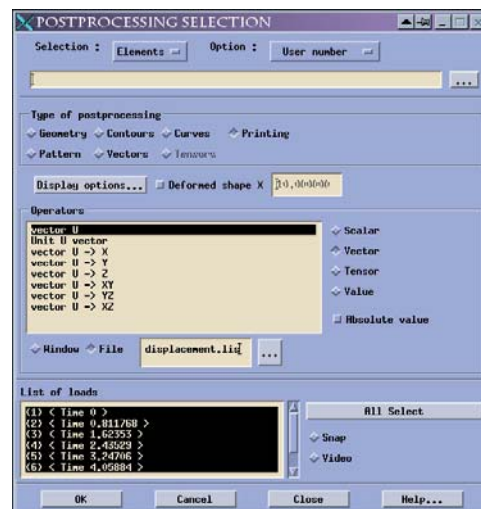 POSTPROCESSING SELECTION
Selection : Elements Option : User number
...
Type of postprocessing
Geometry Contours Curves Printing
Pattern Vectors Tensors
Display options... Deformed shape X 10,000000
Operators
vector U
Unit U vector
vector U -> X
vector U -> Y
vector U -> Z
vector U -> XY
vector U -> YZ
vector U -> XZ
Scalar
Vector
Tensor
Value
Absolute value
Window File displacement.lis ...
List of loads
(1) < Time 0 >
(2) < Time 0,811768 >
(3) < Time 1,62353 >
(4) < Time 2,43529 >
(5) < Time 3,24706 >
(6) < Time 4,05884 >
All Select
Snap
Video
OK Cancel Close Help...